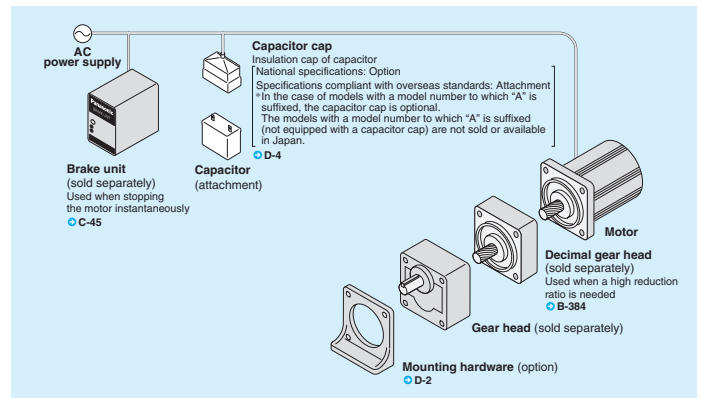 AC
power supply
Capacitor cap
Insulation cap of capacitor
National specifications: Option
Specifications compliant with overseas standards: Attachment
*In the case of models with a model number to which “A” is
suffixed, the capacitor cap is optional.
The models with a model number to which “A” is suffixed
(not equipped with a capacitor cap) are not sold or available
in Japan.
D-4
Panasonic
Brake unit
(sold separately)
Used when stopping
the motor instantaneously
C-45
Capacitor
(attachment)
Motor
Decimal gear head
(sold separately)
Used when a high reduction
ratio is needed
B-384
Gear head (sold separately)
Mounting hardware (option)
D-2